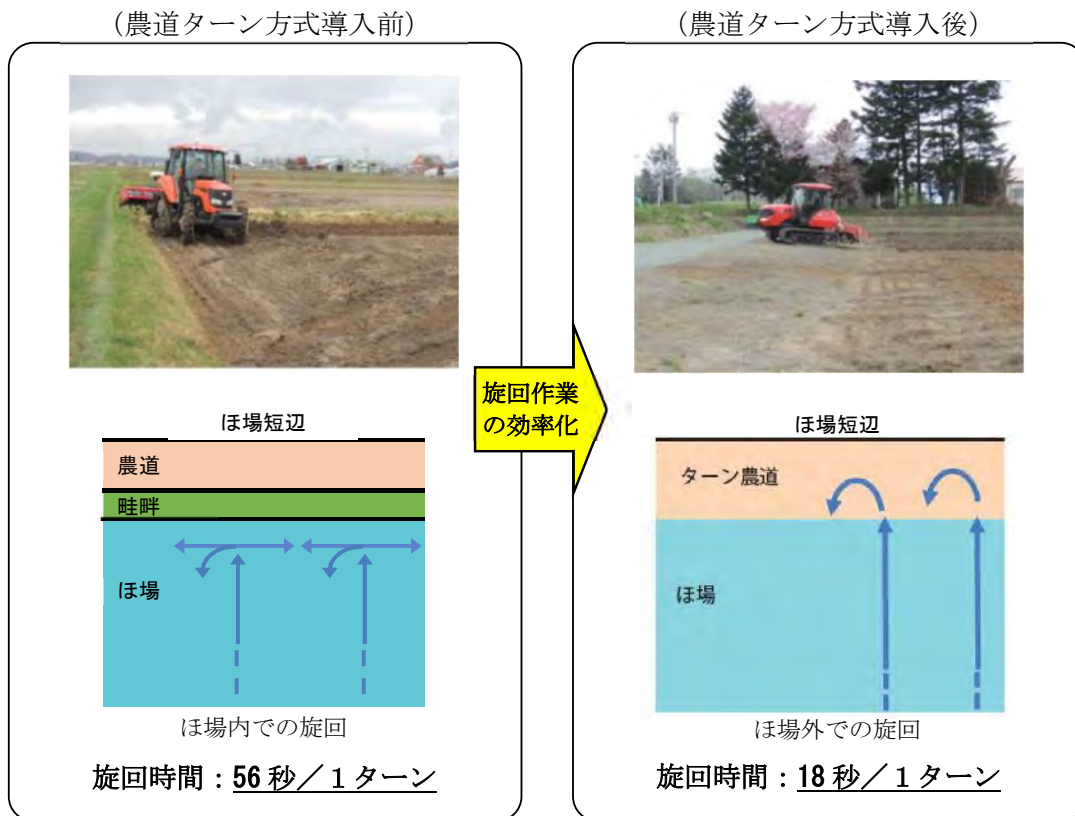 （農道ターン方式導入前）
ほ場短辺
農道
畦畔
ほ場
ほ場内での旋回
旋回時間：56 秒／１ターン
旋回作業
の効率化
（農道ターン方式導入後）
ほ場短辺
ターン農道
ほ場
ほ場外での旋回
旋回時間：18 秒／１ターン